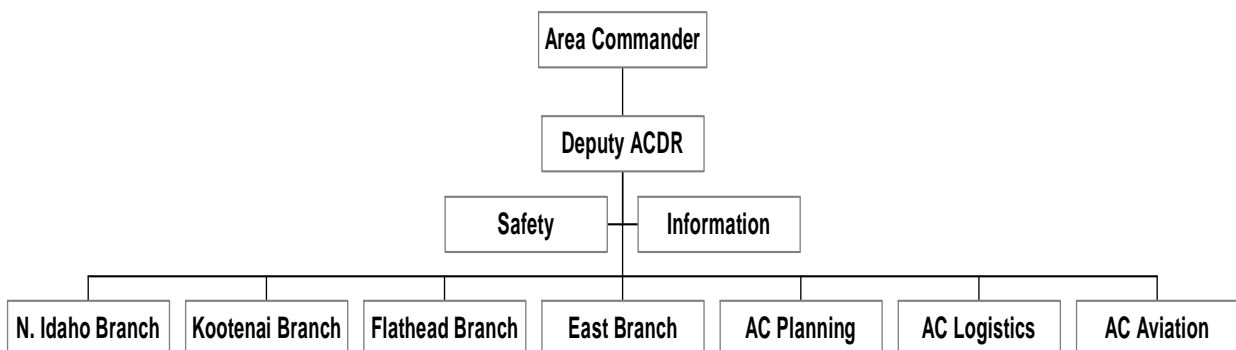 Area Commander
Deputy ACDR
Safety
Information
N. Idaho Branch
Kootenai Branch
Flathead Branch
East Branch
AC Planning
AC Logistics
AC Aviation